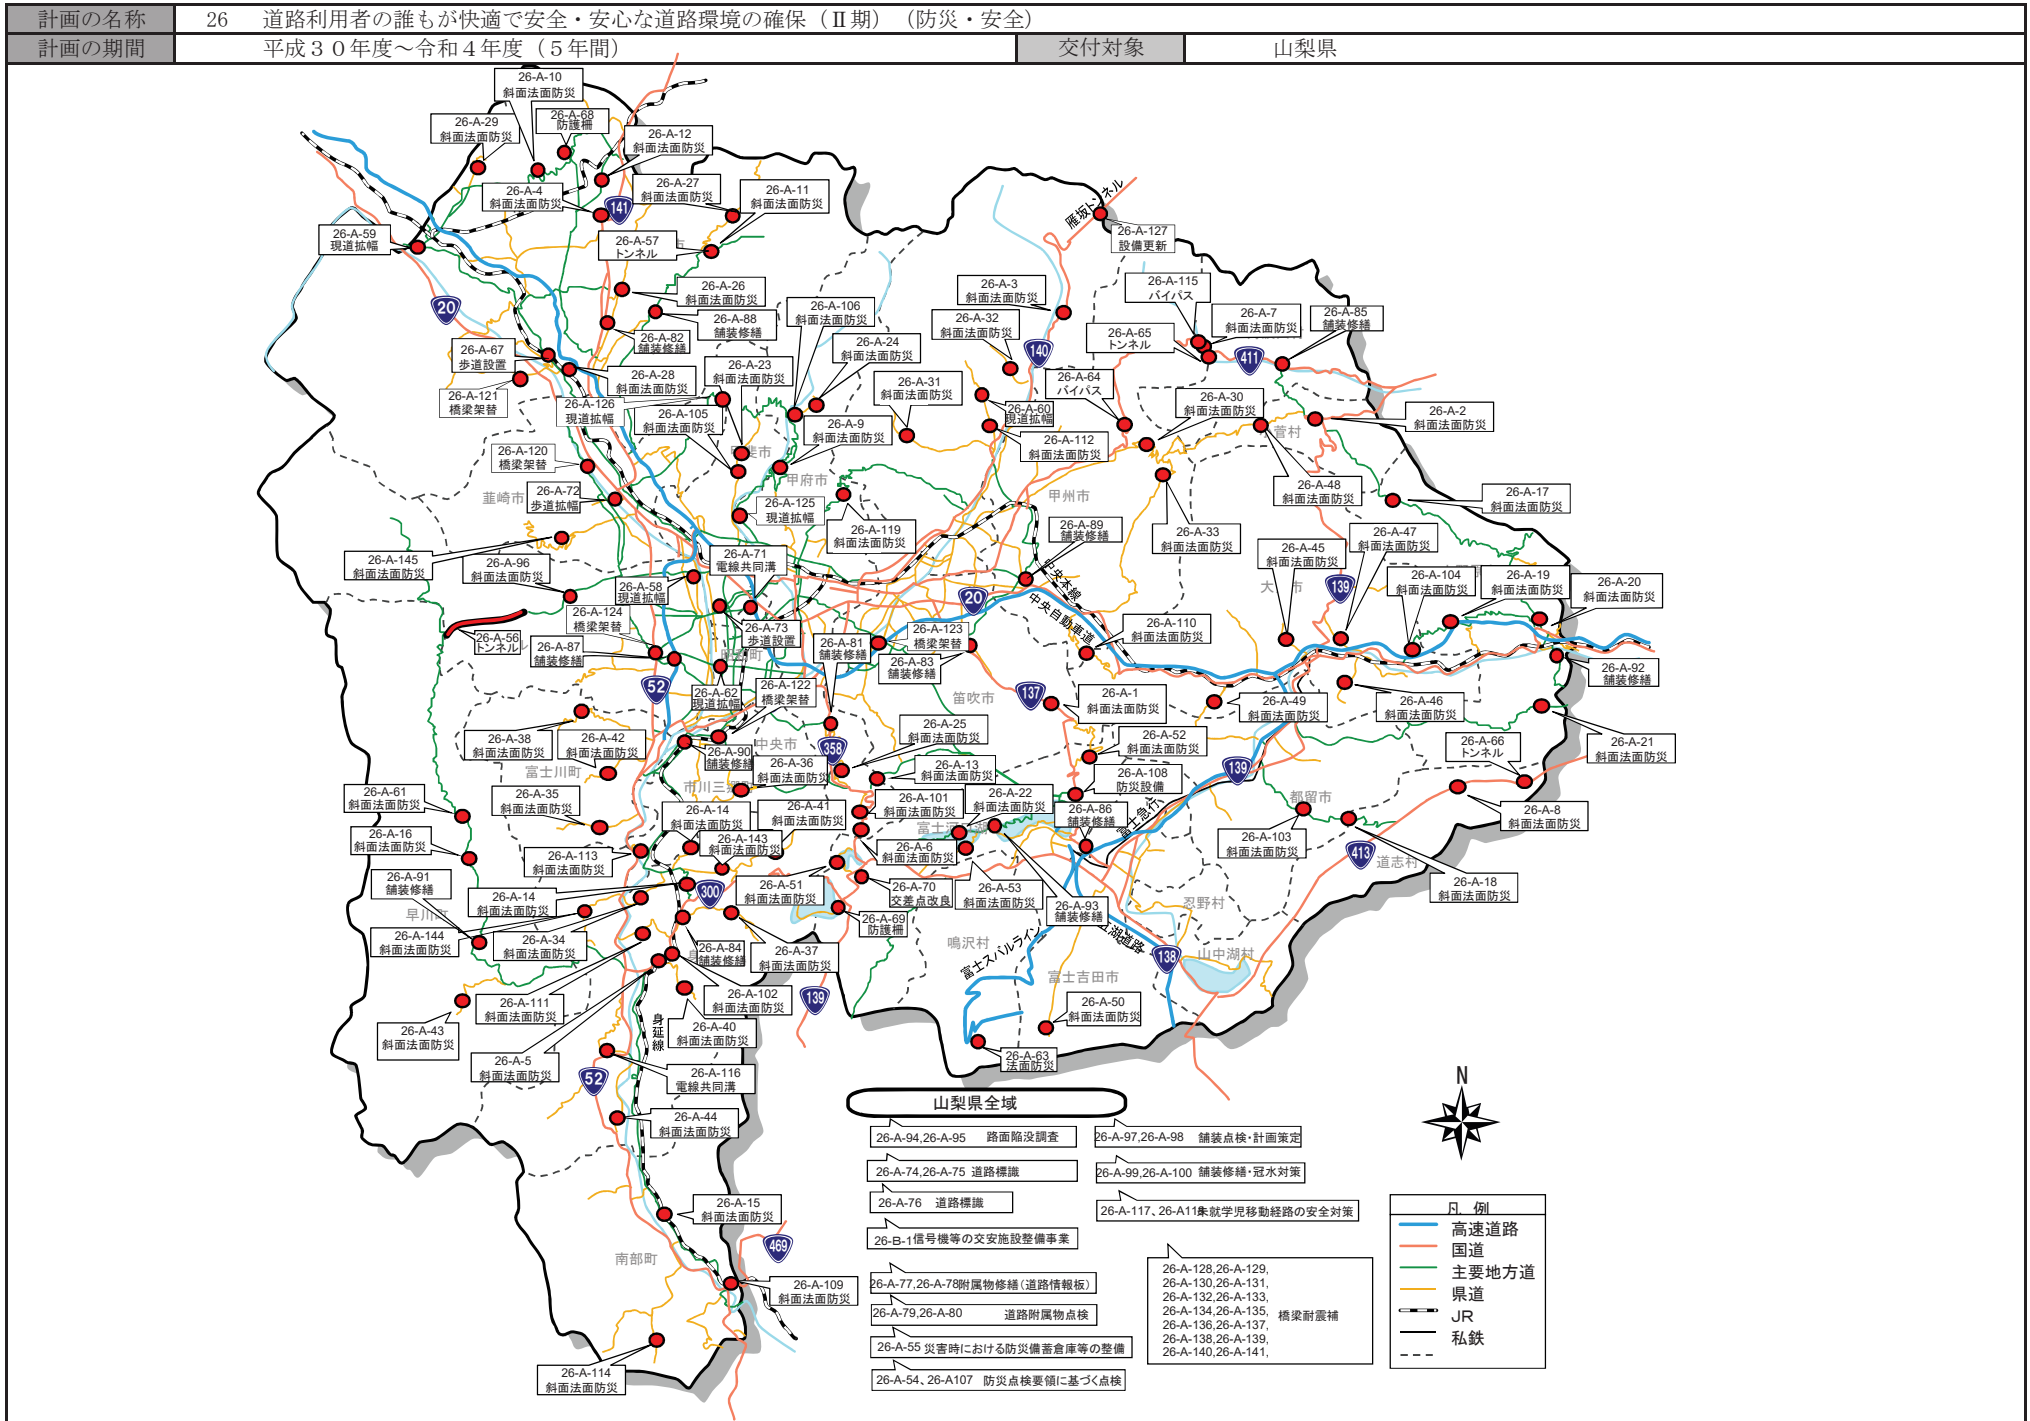 計画の名称
26 道路利用者の誰もが快適で安全・安心な道路環境の確保（Ⅱ期）（防災・安全）
計画の期間
平成３０年度～令和４年度（５年間）
交付対象
山梨県
26-A-10
斜面法面防災
26-A-68
防護柵
26-A-29
斜面法面防災
26-A-12
斜面法面防災
26-A-4
斜面法面防災
26-A-27
斜面法面防災
26-A-11
斜面法面防災
141
26-A-59
現道拡幅
26-A-57
トンネル
市
雁坂トンネル
26-A-127
設備更新
20
26-A-26
斜面法面防災
26-A-88
舗装修繕
26-A-82
舗装修繕
26-A-106
斜面法面防災
26-A-24
斜面法面防災
26-A-3
斜面法面防災
26-A-32
斜面法面防災
140
26-A-115
バイパス
26-A-7
斜面法面防災
26-A-85
舗装修繕
26-A-65
トンネル
411
26-A-67
歩道設置
26-A-28
斜面法面防災
26-A-23
斜面法面防災
26-A-121
橋梁架替
26-A-126
現道拡幅
26-A-105
斜面法面防災
26-A-31
斜面法面防災
26-A-9
斜面法面防災
26-A-60
現道拡幅
26-A-64
バイパス
26-A-30
斜面法面防災
26-A-112
斜面法面防災
26-A-2
斜面法面防災
菅村
26-A-120
橋梁架替
韮崎市
26-A-72
歩道拡幅
斐市
甲府市
甲州市
26-A-125
現道拡幅
26-A-119
斜面法面防災
26-A-89
舗装修繕
26-A-33
斜面法面防災
26-A-48
斜面法面防災
26-A-17
斜面法面防災
26-A-145
斜面法面防災
26-A-96
斜面法面防災
26-A-58
現道拡幅
26-A-71
電線共同溝
26-A-45
斜面法面防災
26-A-47
斜面法面防災
26-A-104
斜面法面防災
26-A-19
斜面法面防災
26-A-20
斜面法面防災
139
大
市
中央本線
中央自動車道
20
26-A-124
橋梁架替
26-A-56
トンネル
26-A-87
舗装修繕
26-A-73
歩道設置
26-A-81
舗装修繕
26-A-123
橋梁架替
26-A-83
舗装修繕
26-A-110
斜面法面防災
26-A-92
舗装修繕
52
26-A-62
現道拡幅
26-A-122
橋梁架替
笛吹市
137
26-A-1
斜面法面防災
26-A-49
斜面法面防災
26-A-46
斜面法面防災
26-A-21
斜面法面防災
26-A-66
トンネル
26-A-38
斜面法面防災
26-A-42
斜面法面防災
富士川町
26-A-90
舗装修繕
中央市
358
26-A-25
斜面法面防災
26-A-52
斜面法面防災
26-A-36
斜面法面防災
市川三
26-A-13
斜面法面防災
26-A-108
防災設備
139
都留市
26-A-61
斜面法面防災
26-A-35
斜面法面防災
26-A-14
斜面法面防災
26-A-41
斜面法面防災
26-A-101
斜面法面防災
26-A-22
斜面法面防災
26-A-86
舗装修繕
富士急行
26-A-8
斜面法面防災
26-A-16
斜面法面防災
26-A-113
斜面法面防災
26-A-143
斜面法面防災
26-A-6
斜面法面防災
26-A-103
斜面法面防災
413
道志村
26-A-91
舗装修繕
早川町
26-A-14
斜面法面防災
300
26-A-51
斜面法面防災
26-A-70
交差点改良
26-A-53
斜面法面防災
26-A-93
舗装修繕
26-A-18
斜面法面防災
忍野村
26-A-144
斜面法面防災
26-A-34
斜面法面防災
26-A-84
舗装修繕
26-A-37
斜面法面防災
26-A-69
防護柵
鳴沢村
富士スバルライン
湖道路
138
山中湖村
富士吉田市
26-A-43
斜面法面防災
26-A-111
斜面法面防災
26-A-102
斜面法面防災
139
26-A-50
斜面法面防災
26-A-40
斜面法面防災
身延線
26-A-5
斜面法面防災
26-A-63
法面防災
52
26-A-116
電線共同溝
26-A-44
斜面法面防災
26-A-15
斜面法面防災
469
南部町
26-A-109
斜面法面防災
26-A-114
斜面法面防災
山梨県全域
26-A-94,26-A-95 路面陥没調査
26-A-97,26-A-98 舗装点検・計画策定
26-A-74,26-A-75 道路標識
26-A-99,26-A-100 舗装修繕・冠水対策
26-A-76 道路標識
26-A-117、26-A118未就学児移動経路の安全対策
26-B-1信号機等の交安施設整備事業
26-A-77,26-A-78附属物修繕（道路情報板）
26-A-79,26-A-80 道路附属物点検
26-A-55 災害時における防災備蓄倉庫等の整備
26-A-54、26-A107 防災点検要領に基づく点検
26-A-128,26-A-129,
26-A-130,26-A-131,
26-A-132,26-A-133,
26-A-134,26-A-135, 橋梁耐震補
26-A-136,26-A-137,
26-A-138,26-A-139,
26-A-140,26-A-141,
N
凡 例
高速道路
国道
主要地方道
県道
JR
私鉄